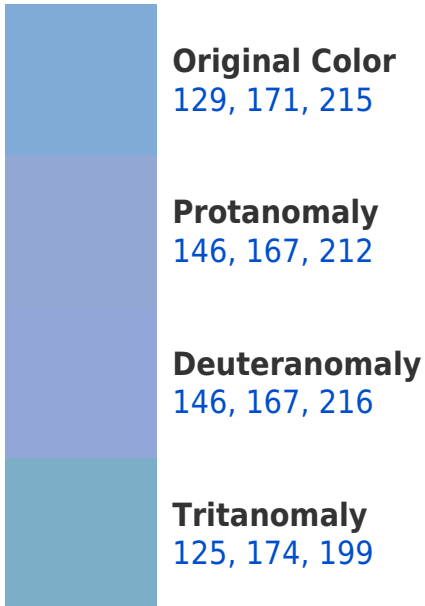 Original Color
129, 171, 215
Protanomaly
146, 167, 212
Deuteranomaly
146, 167, 216
Tritanomaly
125, 174, 199